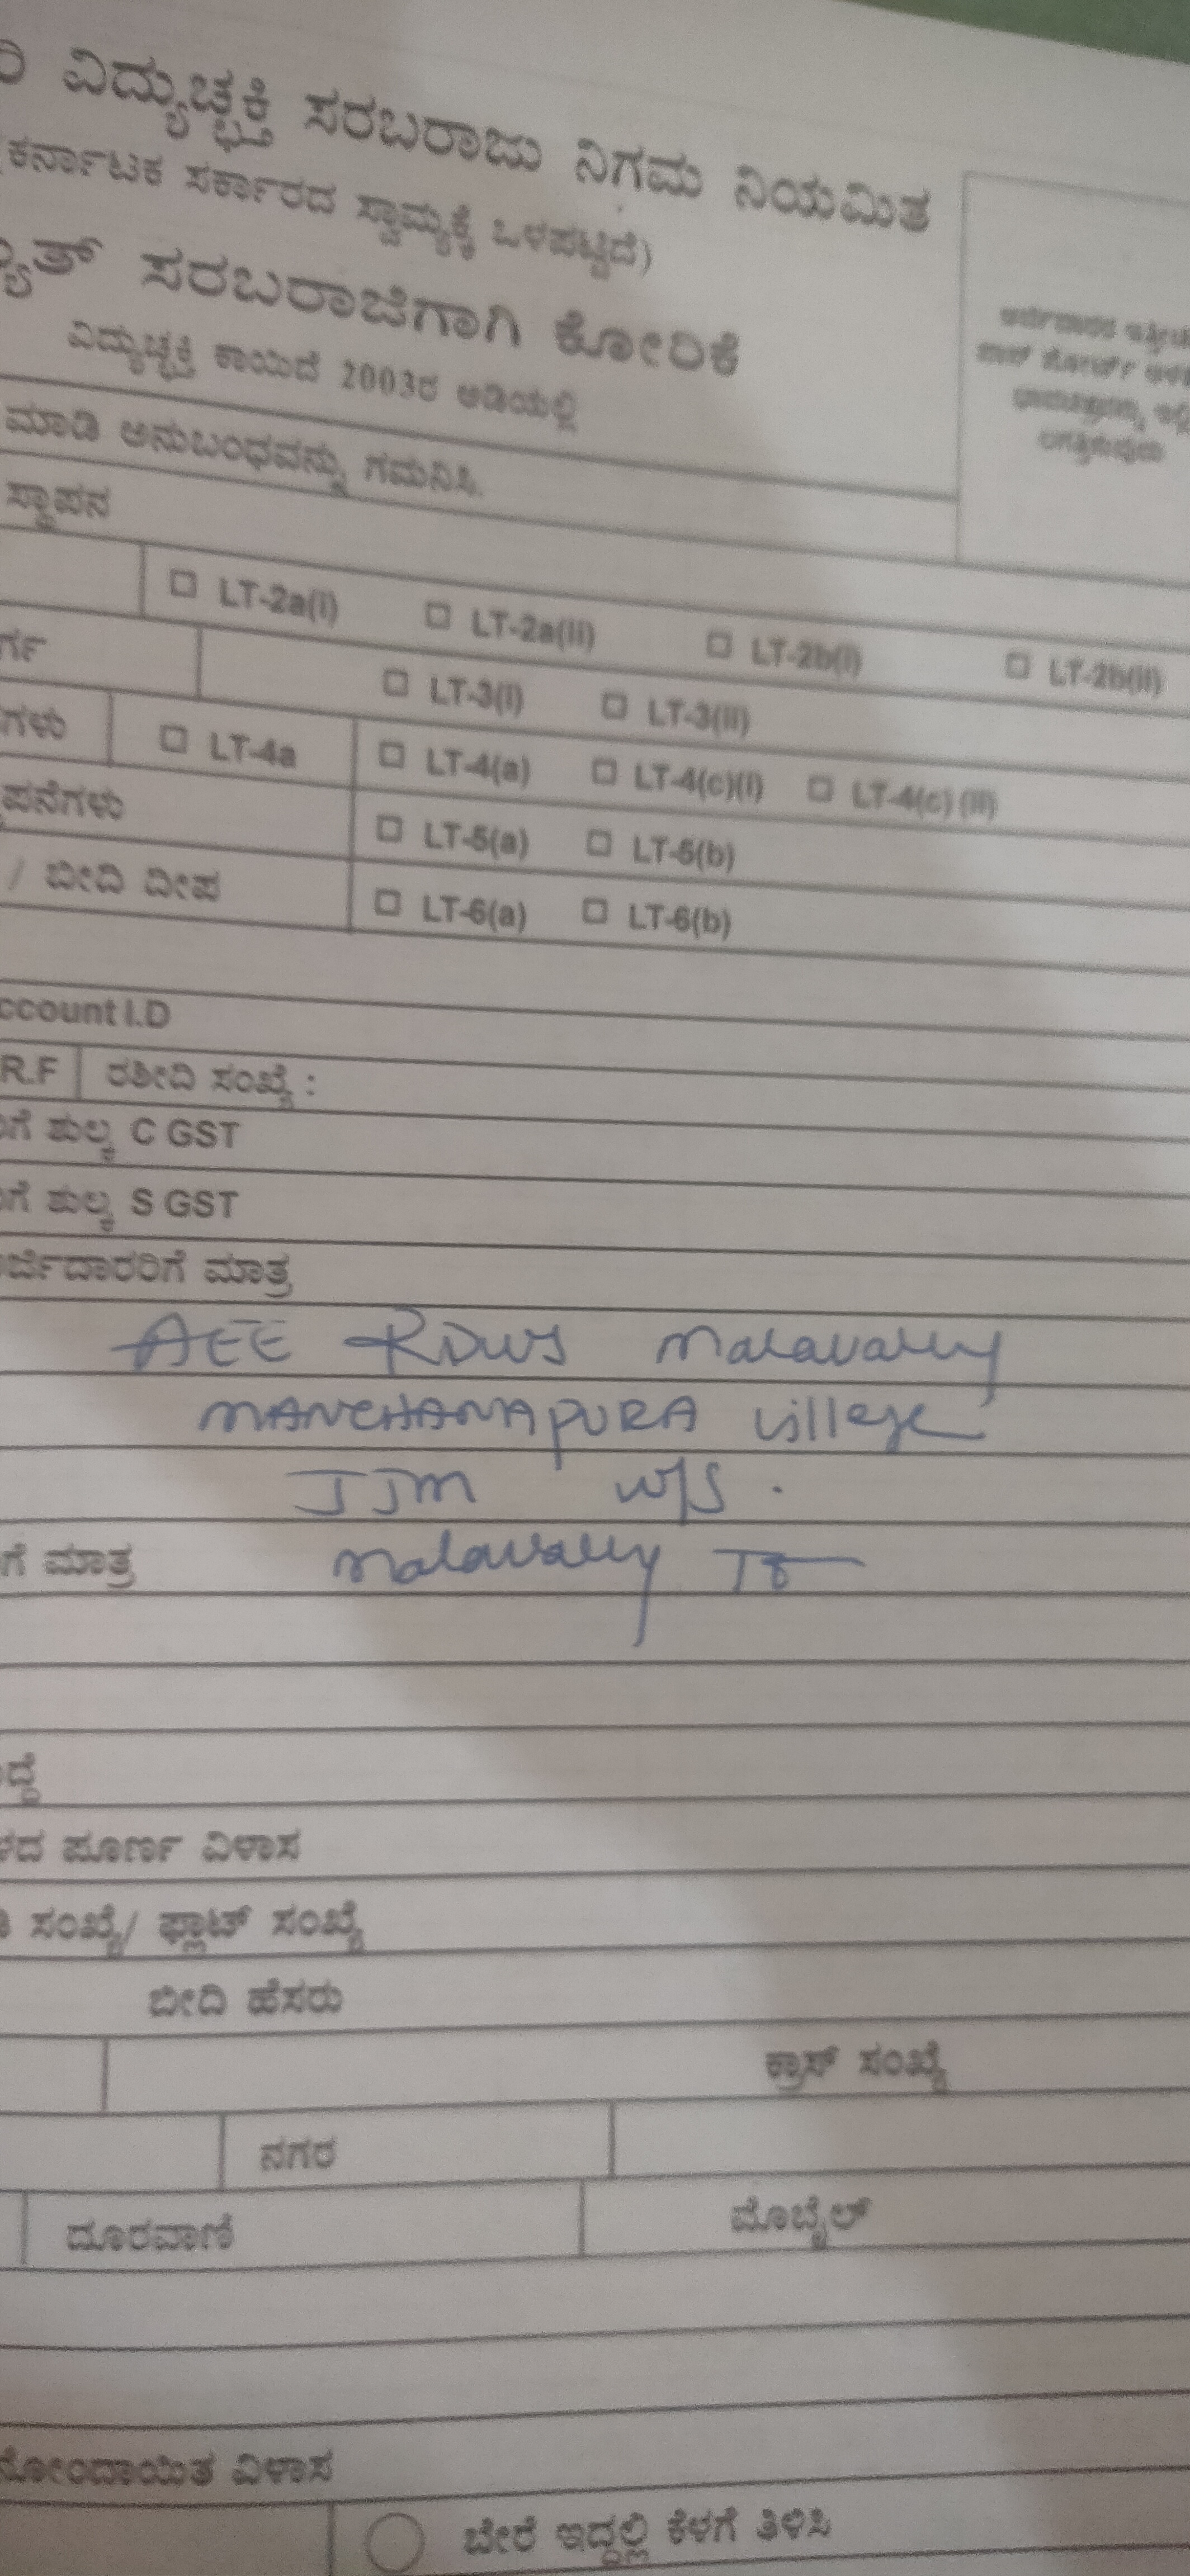 ರಿ ವಿದ್ಯುಚ್ಛಕ್ತಿ ಸರಬರಾಜು ನಿಗಮ ನಿಯಮಿತ
(ಕರ್ನಾಟಕ ಸರ್ಕಾರದ ಸ್ವಾಮ್ಯಕ್ಕೆ ಒಳಪಟ್ಟಿದೆ)
ದ್ಯುತ್ ಸರಬರಾಜಿಗಾಗಿ ಕೋರಿಕೆ
ವಿದ್ಯುಚ್ಛಕ್ತಿ ಕಾಯಿದೆ 2003ರ ಅಡಿಯಲ್ಲಿ
ಮಾಡಿ ಅನುಬಂಧವನ್ನು ಗಮನಿಸಿ.
ಸ್ಥಾಪನ
☐ LT-2a(I) ☐ LT-2a(II) ☐ LT-2b(I) ☐ LT-2b(II)
ರ್ಗ ☐ LT-3(I) ☐ LT-3(II)
ಗಳು ☐ LT-4a ☐ LT-4(a) ☐ LT-4(c)(I) ☐ LT-4(c) (II)
ಪನೆಗಳು ☐ LT-5(a) ☐ LT-5(b)
/ ಬೀದಿ ದೀಪ ☐ LT-6(a) ☐ LT-6(b)
ccount I.D
R.F ರಶೀದಿ ಸಂಖ್ಯೆ :
ಗೆ ಶುಲ್ಕ C GST
ಗೆ ಶುಲ್ಕ S GST
ರ್ಜಿದಾರರಿಗೆ ಮಾತ್ರ
AEE RDWS Malavally
MANCHANAPURA Village
JJM W/S.
ಗೆ ಮಾತ್ರ Malavally
ದ್ದೆ
ಳದ ಪೂರ್ಣ ವಿಳಾಸ
ಸಂಖ್ಯೆ/ ಫ್ಲಾಟ್ ಸಂಖ್ಯೆ
ಬೀದಿ ಹೆಸರು
ಕ್ರಾಸ್ ಸಂಖ್ಯೆ
ನಗರ
ದೂರವಾಣಿ ಮೊಬೈಲ್
ನೋಂದಾಯಿತ ವಿಳಾಸ
ಬೇರೆ ಇದ್ದಲ್ಲಿ ಕೆಳಗೆ ತಿಳಿಸಿ